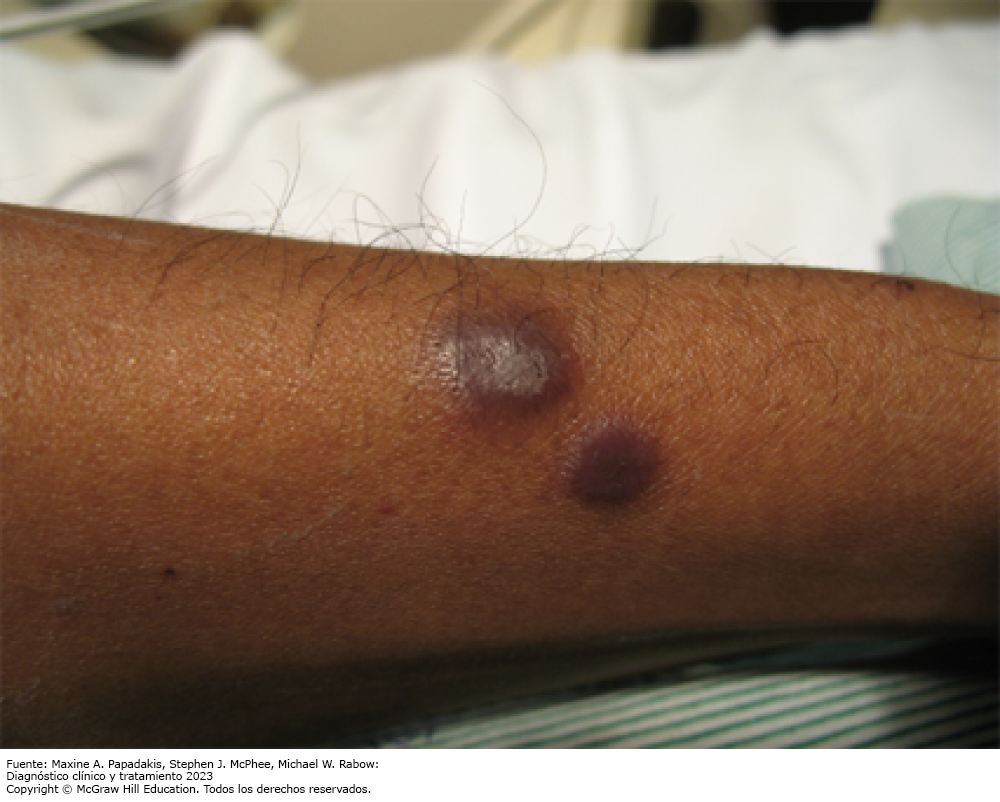 Fuente: Maxine A. Papadakis, Stephen J. McPhee, Michael W. Rabow:
Diagnóstico clínico y tratamiento 2023
Copyright © McGraw Hill Education. Todos los derechos reservados.